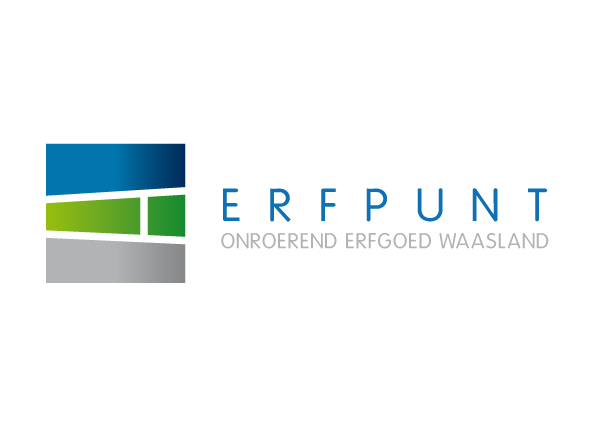 ERFPUNT
ONROEREND ERFGOED WAASLAND